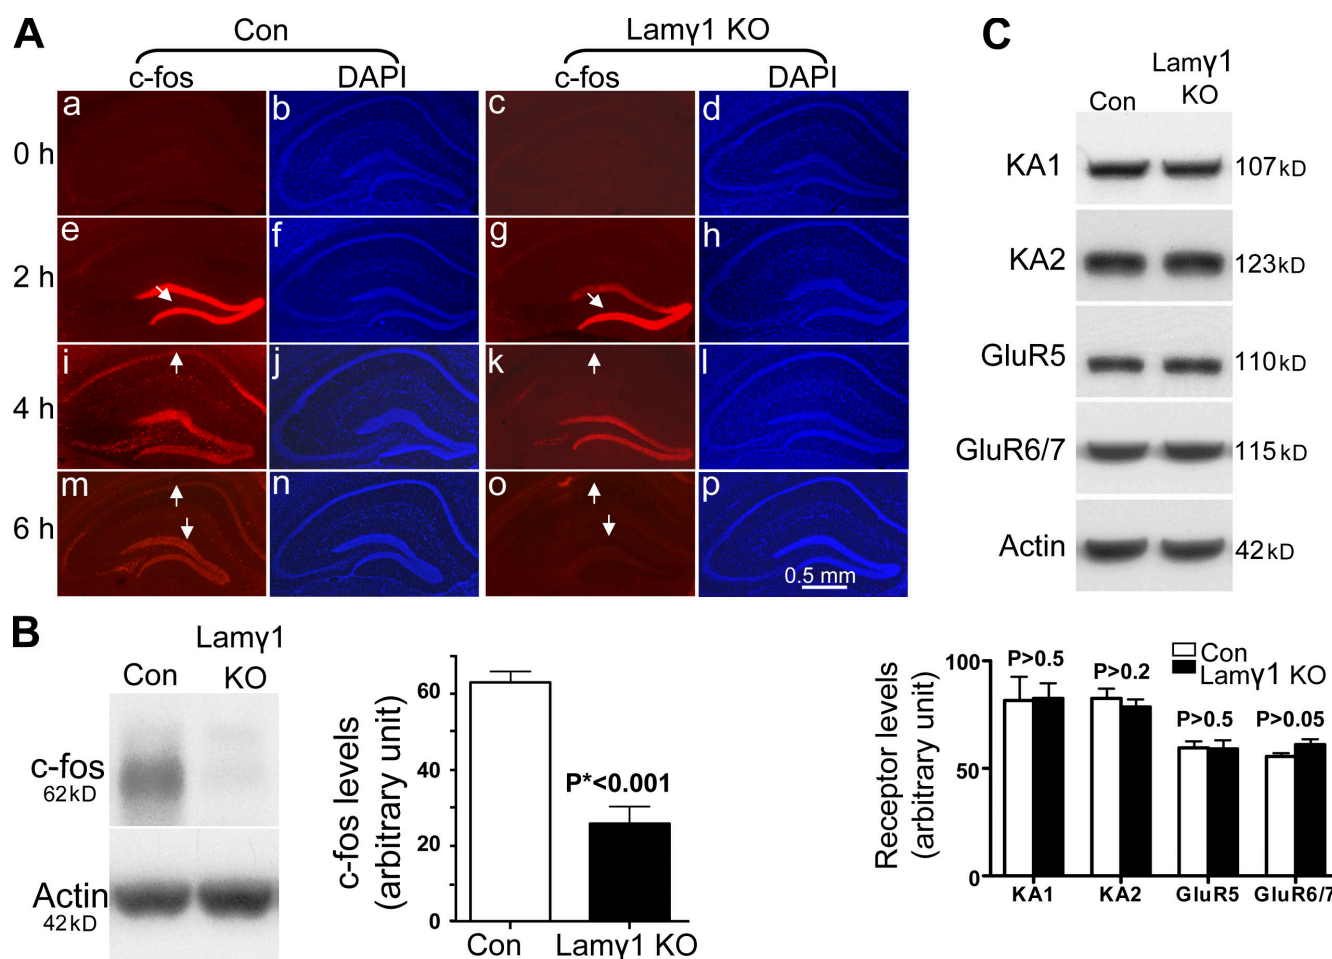 A
Con
Lamγ1 KO
c-fos
DAPI
c-fos
DAPI
0 h
a
b
c
d
2 h
e
f
g
h
4 h
i
j
k
l
6 h
m
n
o
p
0.5 mm
B
Con
Lamγ1
KO
c-fos
62kD
Actin
42kD
c-fos levels
(arbitrary unit)
60
40
20
0
P*<0.001
Con
Lamγ1 KO
C
Con
Lamγ1
KO
KA1
107kD
KA2
123kD
GluR5
110kD
GluR6/7
115kD
Actin
42kD
Receptor levels
(arbitrary unit)
100
50
0
P>0.5
P>0.2
P>0.5
P>0.05
Con
Lamγ1 KO
KA1
KA2
GluR5
GluR6/7